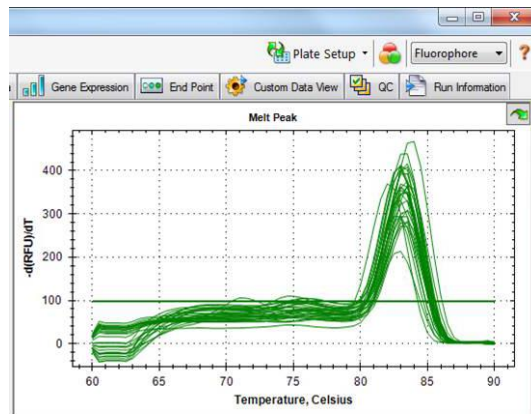 Plate Setup Fluorophore ?
Gene Expression End Point Custom Data View QC Run Information
Melt Peak
400
300
200
100
0
-d(RFU)/dT
60 65 70 75 80 85 90
Temperature, Celsius